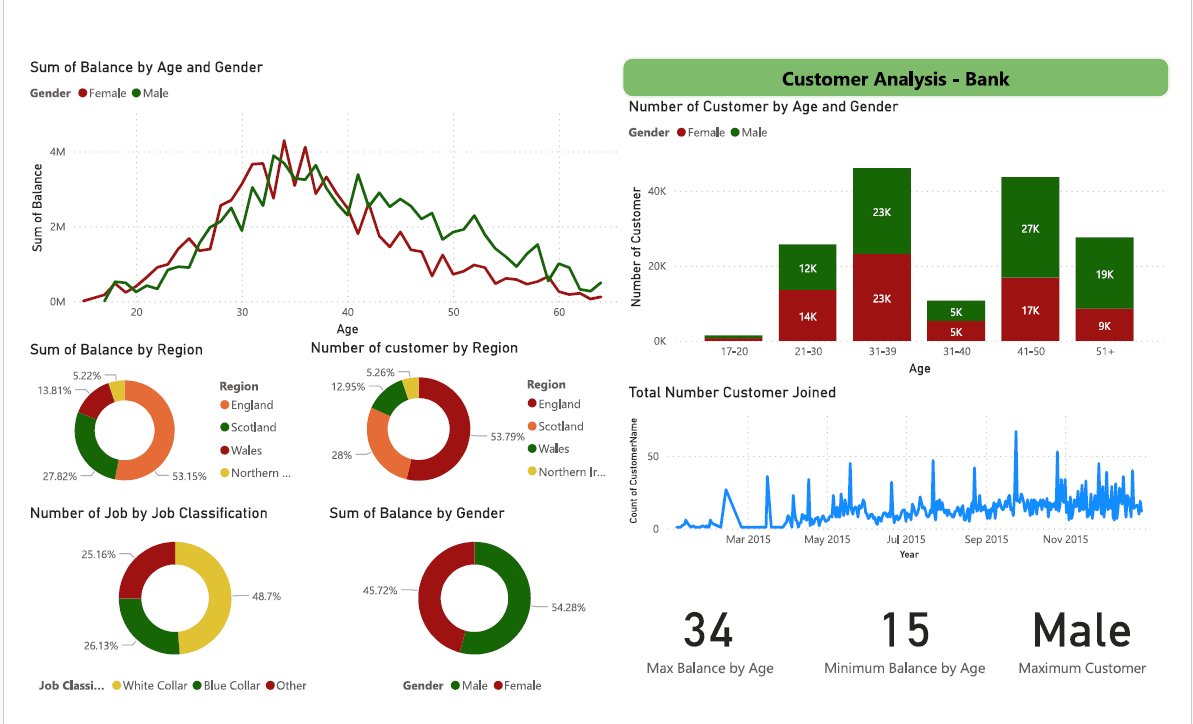 Customer Analysis - Bank
Sum of Balance by Age and Gender
Gender Female Male
Sum of Balance
4M
2M
0M
20 30 40 50 60
20 30 40 50 60
Age
Number of Customer by Age and Gender
Gender Female Male
Number of Customer
40K
20K
0K
12K
14K
23K
23K
5K
5K
27K
17K
19K
9K
17-20 21-30 31-39 31-40 41-50 51+
Age
Sum of Balance by Region
5.22%
13.81%
27.82%
53.15%
Region
England
Scotland
Wales
Northern ...
Number of customer by Region
5.26%
12.95%
28%
53.79%
Region
England
Scotland
Wales
Northern Ir...
Total Number Customer Joined
Count of CustomerName
50
0
Mar 2015 May 2015 Jul 2015 Sep 2015 Nov 2015
Year
Number of Job by Job Classification
25.16%
48.7%
26.13%
Job Classi... White Collar Blue Collar Other
Sum of Balance by Gender
45.72%
54.28%
Gender Male Female
34
Max Balance by Age
15
Minimum Balance by Age
Male
Maximum Customer